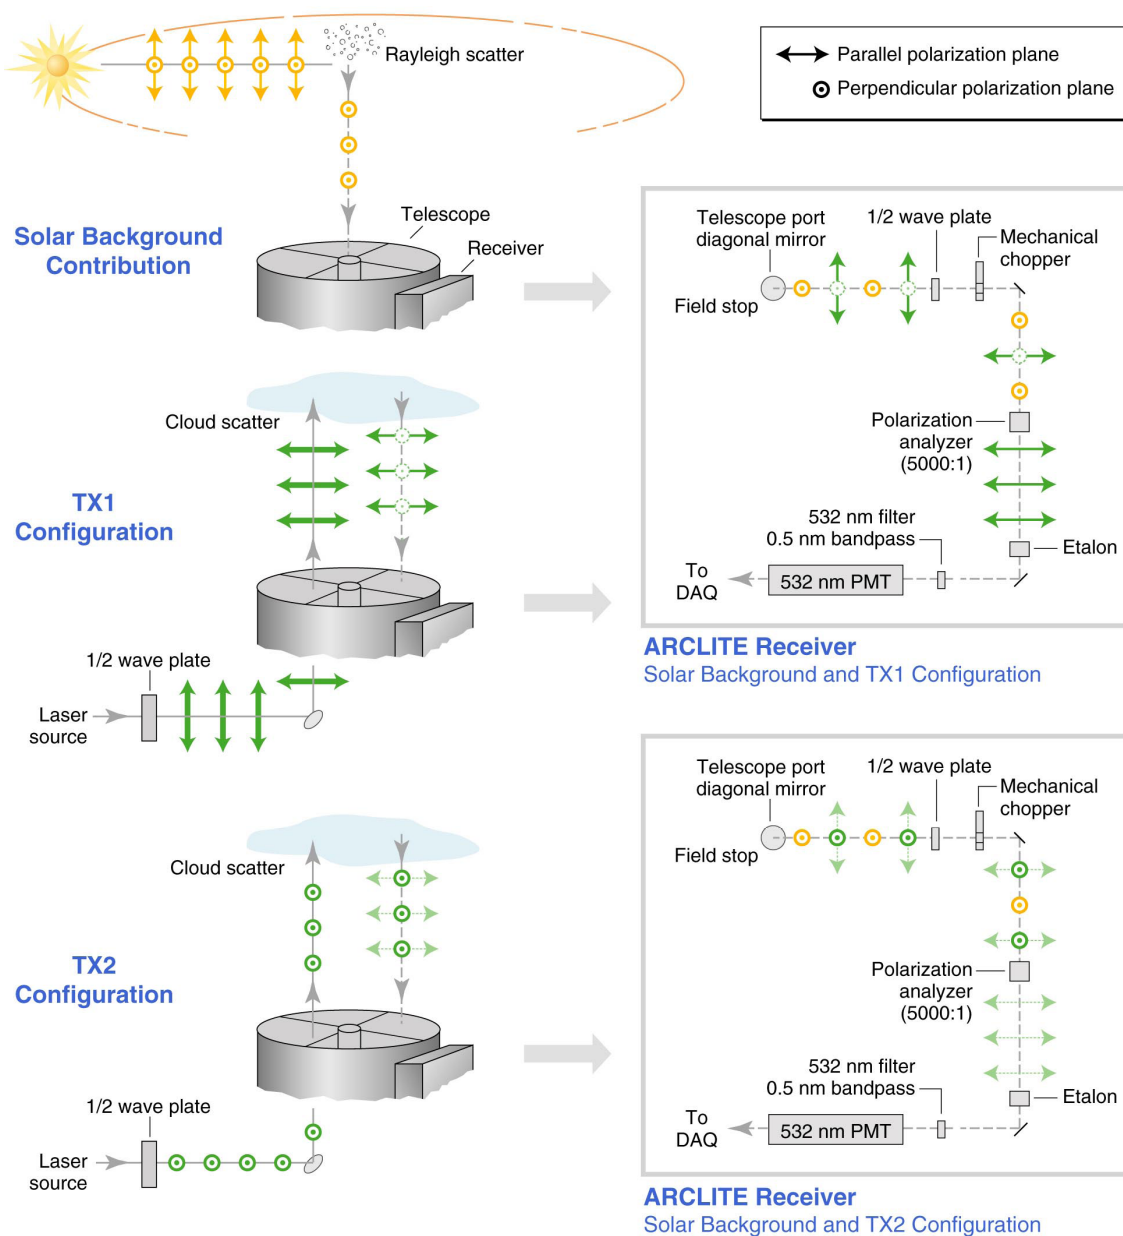 Rayleigh scatter
Parallel polarization plane
Perpendicular polarization plane
Solar Background
Contribution
Telescope
Receiver
Telescope port
diagonal mirror
1/2 wave plate
Mechanical
chopper
Field stop
Polarization
analyzer
(5000:1)
532 nm filter
0.5 nm bandpass
Etalon
To
DAQ
532 nm PMT
ARCLITE Receiver
Solar Background and TX1 Configuration
TX1
Configuration
Cloud scatter
1/2 wave plate
Laser
source
TX2
Configuration
Cloud scatter
1/2 wave plate
Laser
source
Telescope port
diagonal mirror
1/2 wave plate
Mechanical
chopper
Field stop
Polarization
analyzer
(5000:1)
532 nm filter
0.5 nm bandpass
Etalon
To
DAQ
532 nm PMT
ARCLITE Receiver
Solar Background and TX2 Configuration